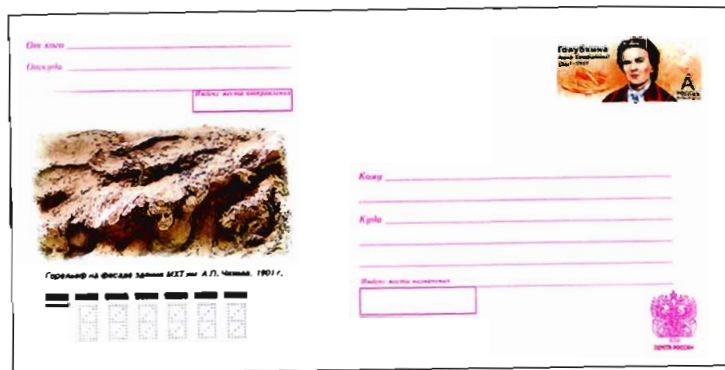 От кого
Откуда
Индекс места отправления
Голубкина
А
РОССИЯ
Кому
Куда
Индекс места назначения
Горельеф на фасаде здания МХТ им. А.П. Чехова. 1901 г.
ПОЧТА РОССИИ